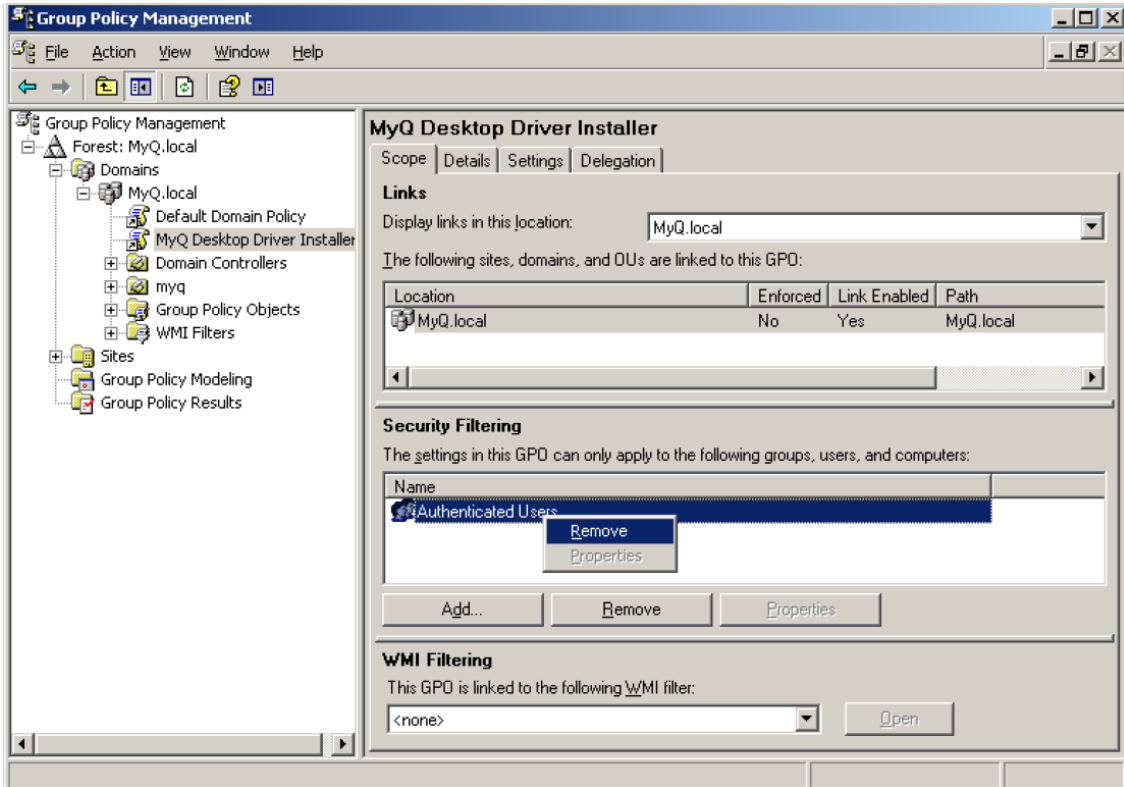 Group Policy Management
File Action View Window Help
Group Policy Management
Forest: MyQ.local
Domains
MyQ.local
Default Domain Policy
MyQ Desktop Driver Installer
Domain Controllers
myq
Group Policy Objects
WMI Filters
Sites
Group Policy Modeling
Group Policy Results
MyQ Desktop Driver Installer
Scope Details Settings Delegation
Links
Display links in this location: MyQ.local
The following sites, domains, and OUs are linked to this GPO:
Location Enforced Link Enabled Path
MyQ.local No Yes MyQ.local
Security Filtering
The settings in this GPO can only apply to the following groups, users, and computers:
Name
Authenticated Users
Remove
Properties
Add... Remove Properties
WMI Filtering
This GPO is linked to the following WMI filter:
<none> Open